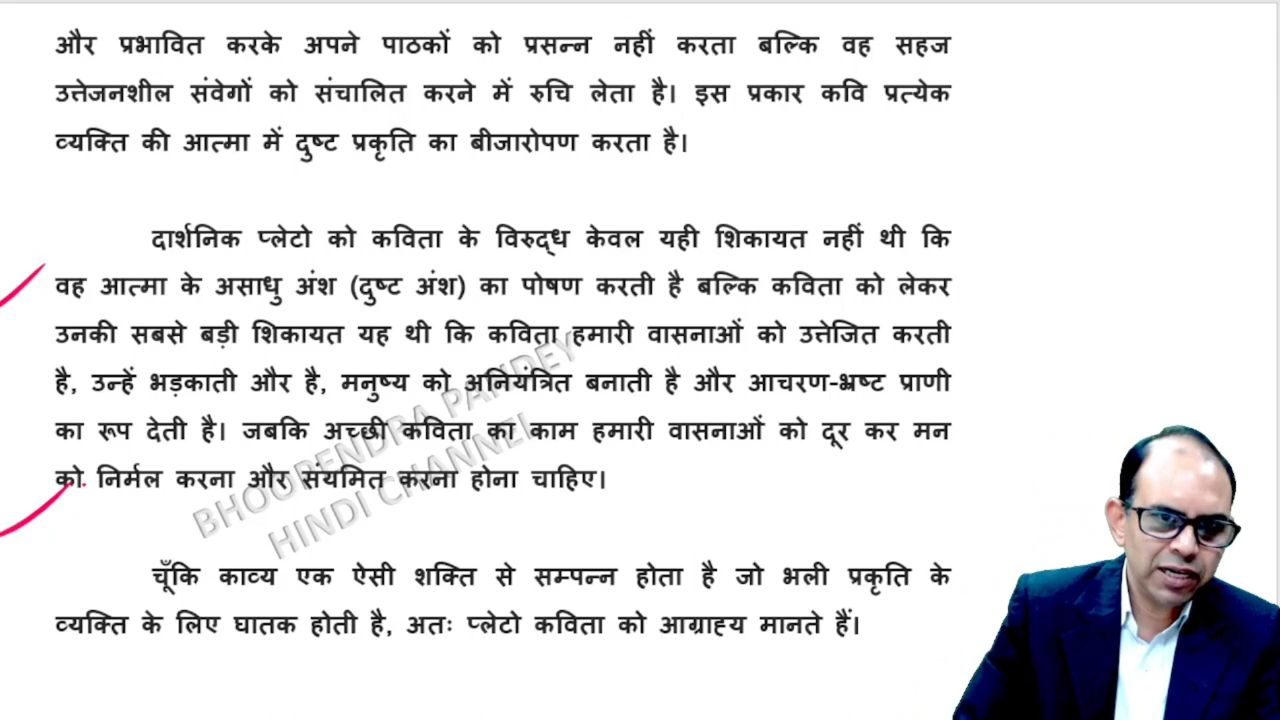 और प्रभावित करके अपने पाठकों को प्रसन्न नहीं करता बल्कि वह सहज
उत्तेजनशील संवेगों को संचालित करने में रुचि लेता है। इस प्रकार कवि प्रत्येक
व्यक्ति की आत्मा में दुष्ट प्रकृति का बीजारोपण करता है।
दार्शनिक प्लेटो को कविता के विरुद्ध केवल यही शिकायत नहीं थी कि
वह आत्मा के असाधु अंश (दुष्ट अंश) का पोषण करती है बल्कि कविता को लेकर
उनकी सबसे बड़ी शिकायत यह थी कि कविता हमारी वासनाओं को उत्तेजित करती
है, उन्हें भड़काती और है, मनुष्य को अनियंत्रित बनाती है और आचरण-भ्रष्ट प्राणी
का रूप देती है। जबकि अच्छी कविता का काम हमारी वासनाओं को दूर कर मन
को निर्मल करना और संयमित करना होना चाहिए।
चूँकि काव्य एक ऐसी शक्ति से सम्पन्न होता है जो भली प्रकृति के
व्यक्ति के लिए घातक होती है, अतः प्लेटो कविता को आग्राह्य मानते हैं।
BHOOPENDRA PANDEY
HINDI CHANNEL